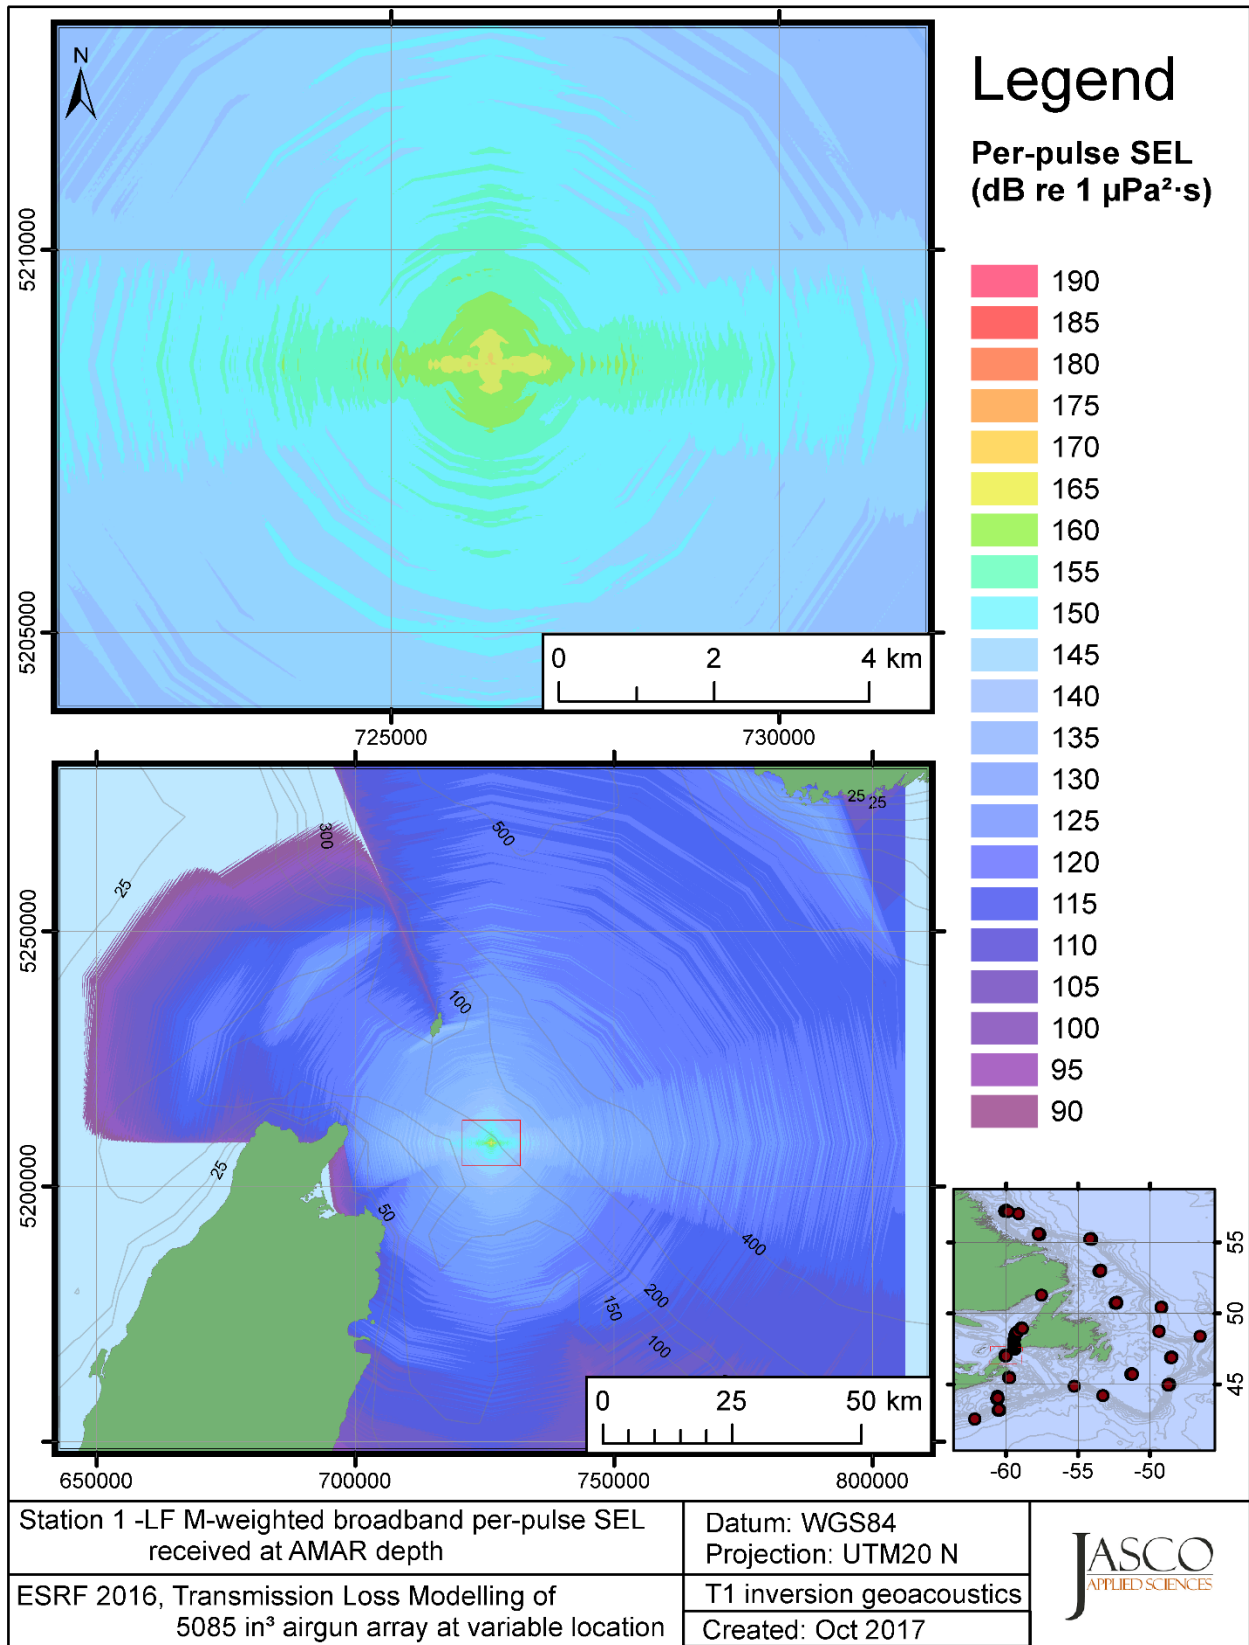 N
5210000
5205000
0 2 4 km
725000 730000
Legend
Per-pulse SEL
(dB re 1 µPa²·s)
190
185
180
175
170
165
160
155
150
145
140
135
130
125
120
115
110
105
100
95
90
25
300
500
25
25
100
25
50
400
200
150
100
5250000
5200000
0 25 50 km
650000 700000 750000 800000
55
50
45
-60 -55 -50
Station 1 -LF M-weighted broadband per-pulse SEL
received at AMAR depth
ESRF 2016, Transmission Loss Modelling of
5085 in³ airgun array at variable location
Datum: WGS84
Projection: UTM20 N
T1 inversion geoacoustics
Created: Oct 2017
JASCO
APPLIED SCIENCES